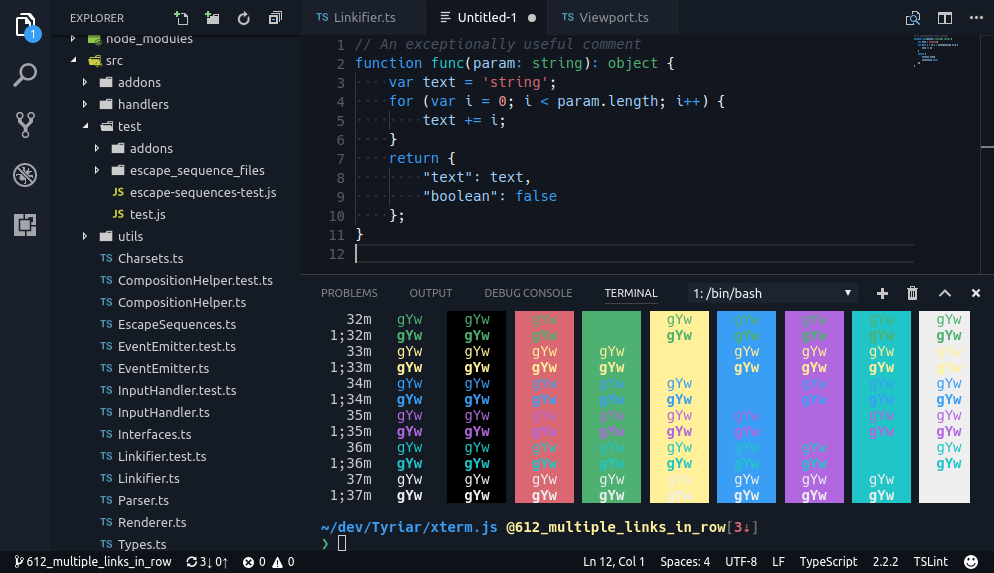 EXPLORER
1
node_modules
src
addons
handlers
test
addons
escape_sequence_files
JS escape-sequences-test.js
JS test.js
utils
TS Charsets.ts
TS CompositionHelper.test.ts
TS CompositionHelper.ts
TS EscapeSequences.ts
TS EventEmitter.test.ts
TS EventEmitter.ts
TS InputHandler.test.ts
TS InputHandler.ts
TS Interfaces.ts
TS Linkifier.test.ts
TS Linkifier.ts
TS Parser.ts
TS Renderer.ts
TS Types.ts
TS Linkifier.ts Untitled-1 TS Viewport.ts
1 // An exceptionally useful comment
2 function func(param: string): object {
3 var text = 'string';
4 for (var i = 0; i < param.length; i++) {
5 text += i;
6 }
7 return {
8 "text": text,
9 "boolean": false
10 };
11 }
12
PROBLEMS OUTPUT DEBUG CONSOLE TERMINAL 1: /bin/bash
32m gYw gYw gYw gYw gYw gYw gYw gYw
1;32m gYw gYw gYw gYw gYw gYw gYw gYw
33m gYw gYw gYw gYw gYw gYw gYw gYw
1;33m gYw gYw gYw gYw gYw gYw gYw gYw
34m gYw gYw gYw gYw gYw gYw gYw gYw
1;34m gYw gYw gYw gYw gYw gYw gYw gYw
35m gYw gYw gYw gYw gYw gYw gYw gYw
1;35m gYw gYw gYw gYw gYw gYw gYw gYw
36m gYw gYw gYw gYw gYw gYw gYw gYw
1;36m gYw gYw gYw gYw gYw gYw gYw gYw
37m gYw gYw gYw gYw gYw gYw gYw gYw
1;37m gYw gYw gYw gYw gYw gYw gYw gYw
~/dev/Tyriar/xterm.js @612_multiple_links_in_row[3⇣]
❯
612_multiple_links_in_row 3↓ 0↑ 0 0 Ln 12, Col 1 Spaces: 4 UTF-8 LF TypeScript 2.2.2 TSLint